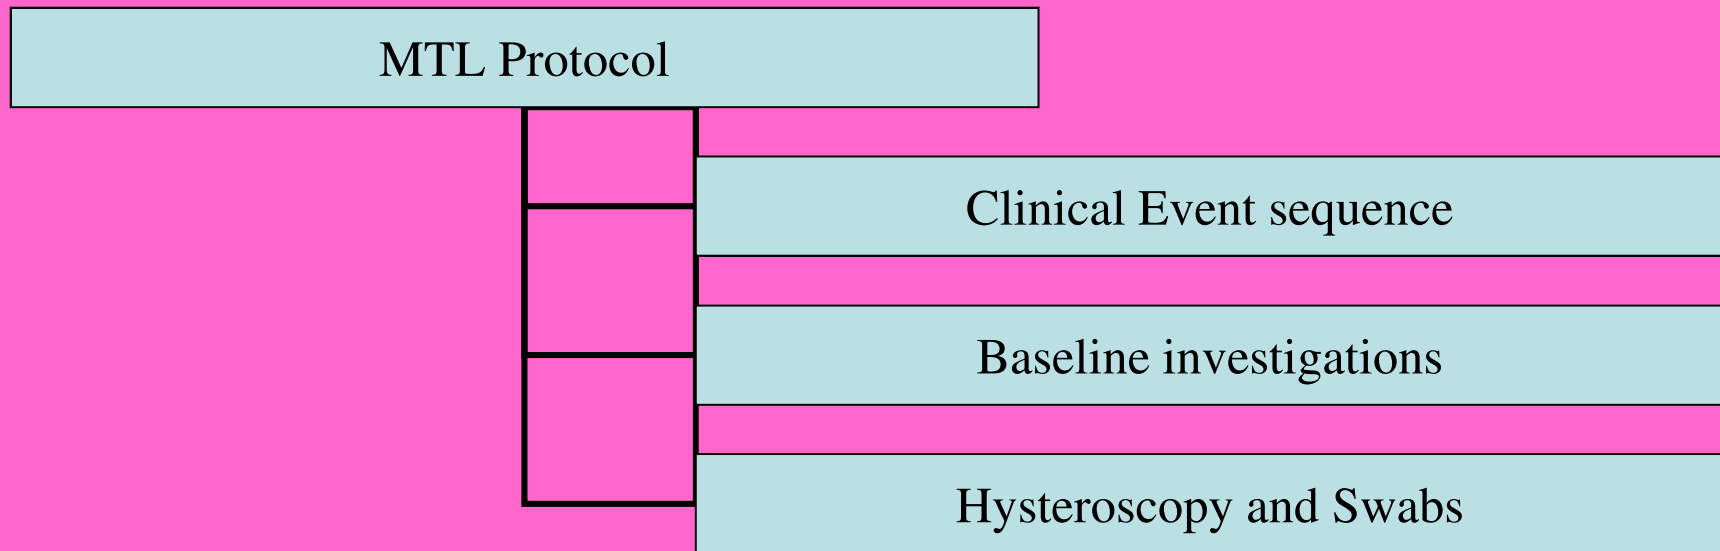 MTL Protocol
Clinical Event sequence
Baseline investigations
Hysteroscopy and Swabs